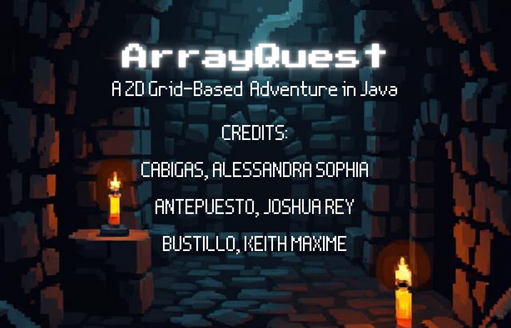 ArrayQuest
A 2D Grid-Based Adventure in Java
CREDITS:
CABIGAS, ALESSANDRA SOPHIA
ANTEPUESTO, JOSHUA REY
BUSTILLO, KEITH MAXIME